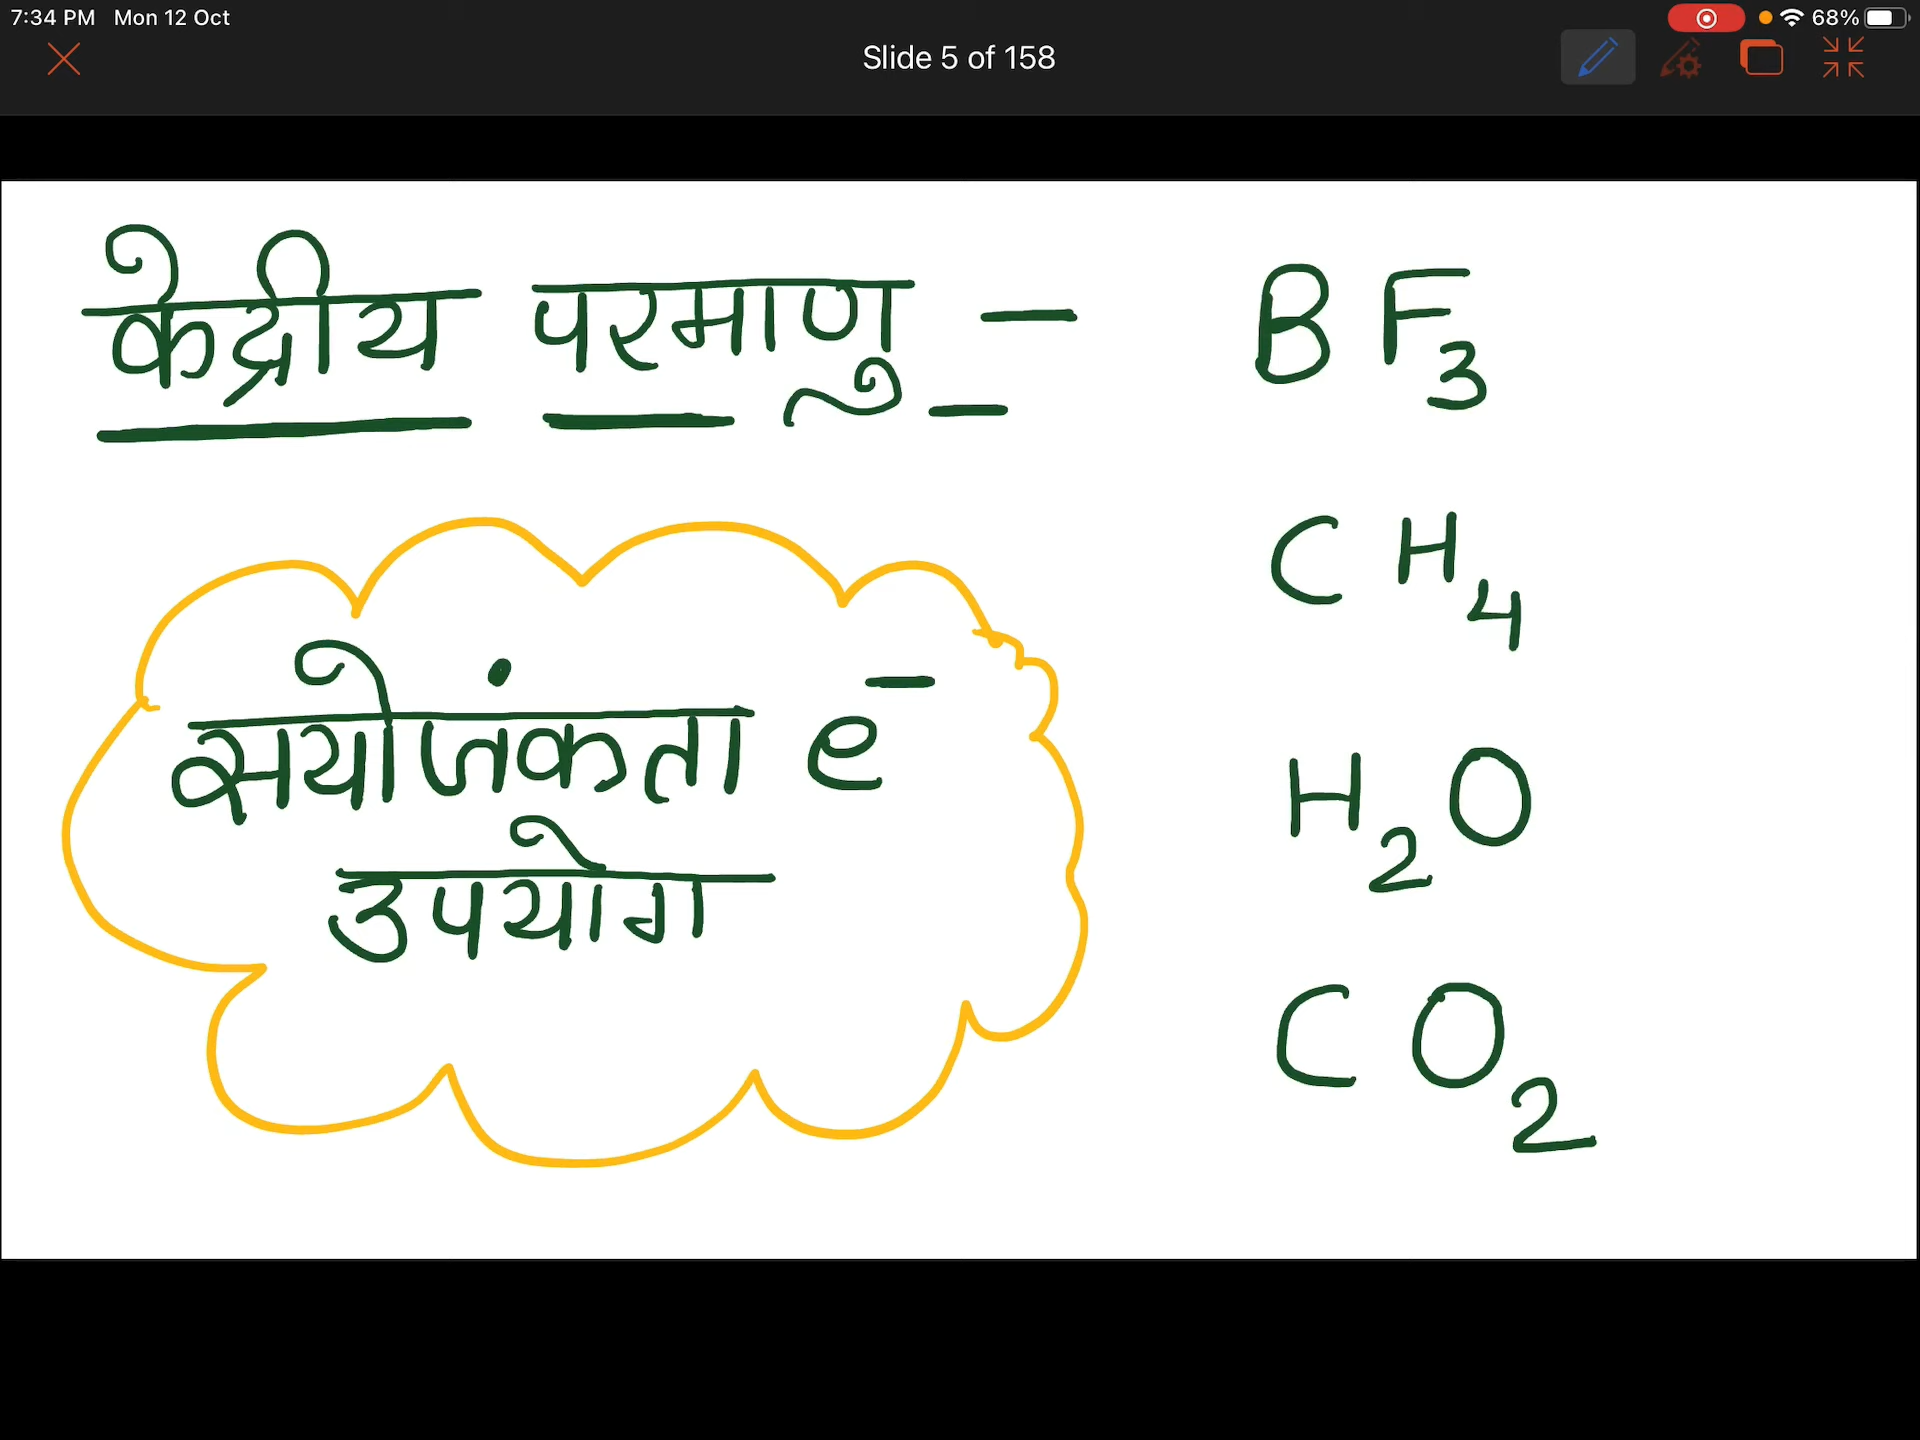 7:34 PM Mon 12 Oct
68%
Slide 5 of 158
केद्रीय परमाणु –
BF₃
CH₄
सयोजंकता e⁻
उपयोग
H₂O
CO₂